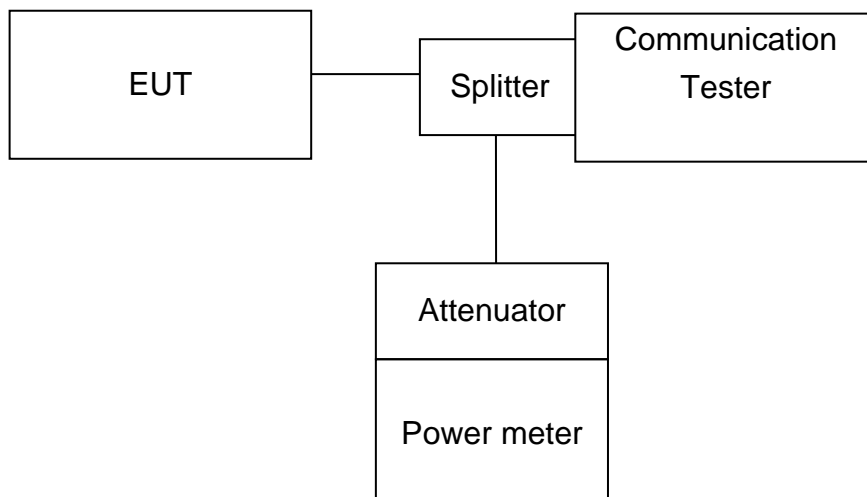 EUT
Splitter
Communication
Tester
Attenuator
Power meter